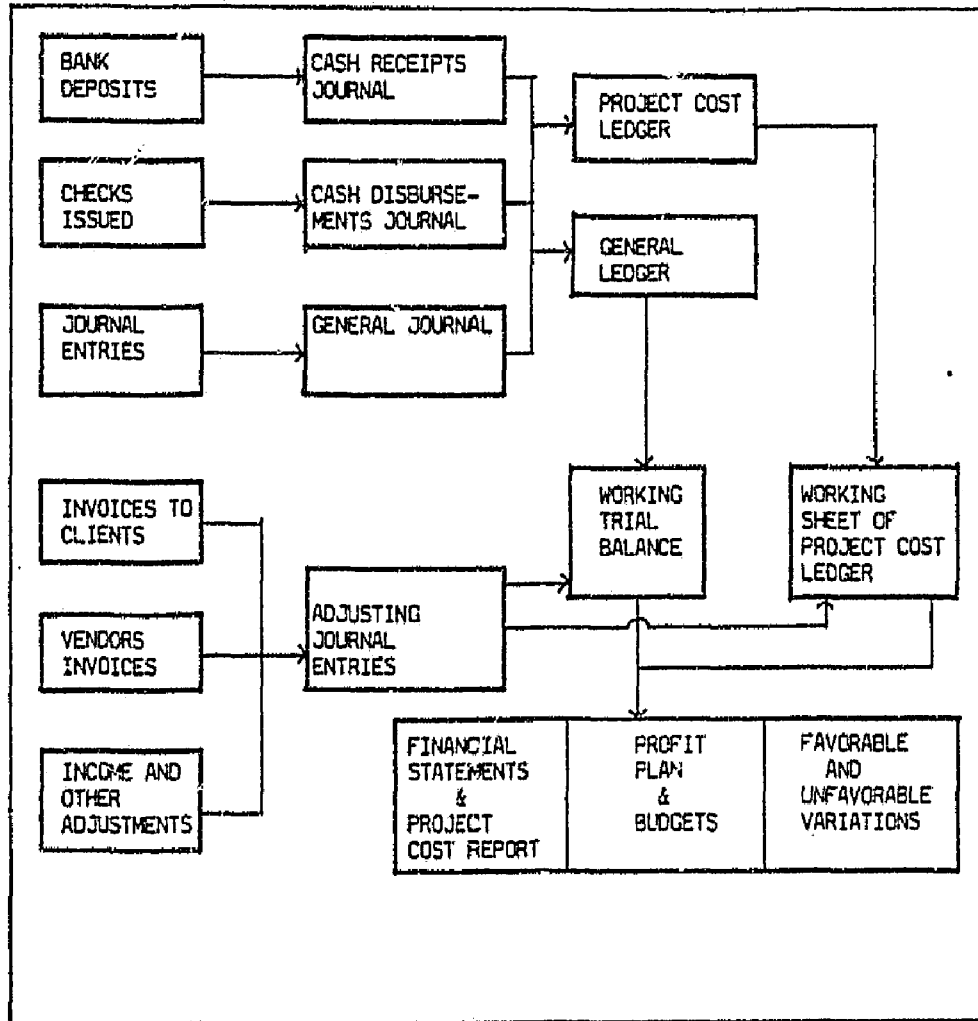 BANK
DEPOSITS
CASH RECEIPTS
JOURNAL
PROJECT COST
LEDGER
CHECKS
ISSUED
CASH DISBURSE-
MENTS JOURNAL
GENERAL
LEDGER
JOURNAL
ENTRIES
GENERAL JOURNAL
INVOICES TO
CLIENTS
WORKING
TRIAL
BALANCE
WORKING
SHEET OF
PROJECT COST
LEDGER
VENDORS
INVOICES
ADJUSTING
JOURNAL
ENTRIES
INCOME AND
OTHER
ADJUSTMENTS
FINANCIAL
STATEMENTS
&
PROJECT
COST REPORT
PROFIT
PLAN
&
BUDGETS
FAVORABLE
AND
UNFAVORABLE
VARIATIONS